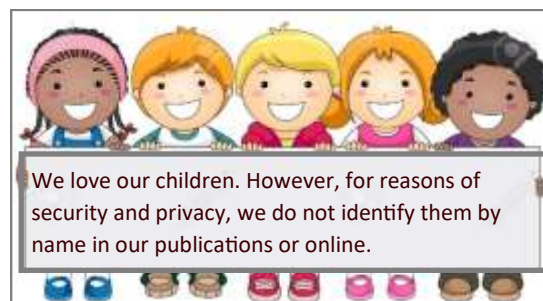 We love our children. However, for reasons of
security and privacy, we do not identify them by
name in our publications or online.